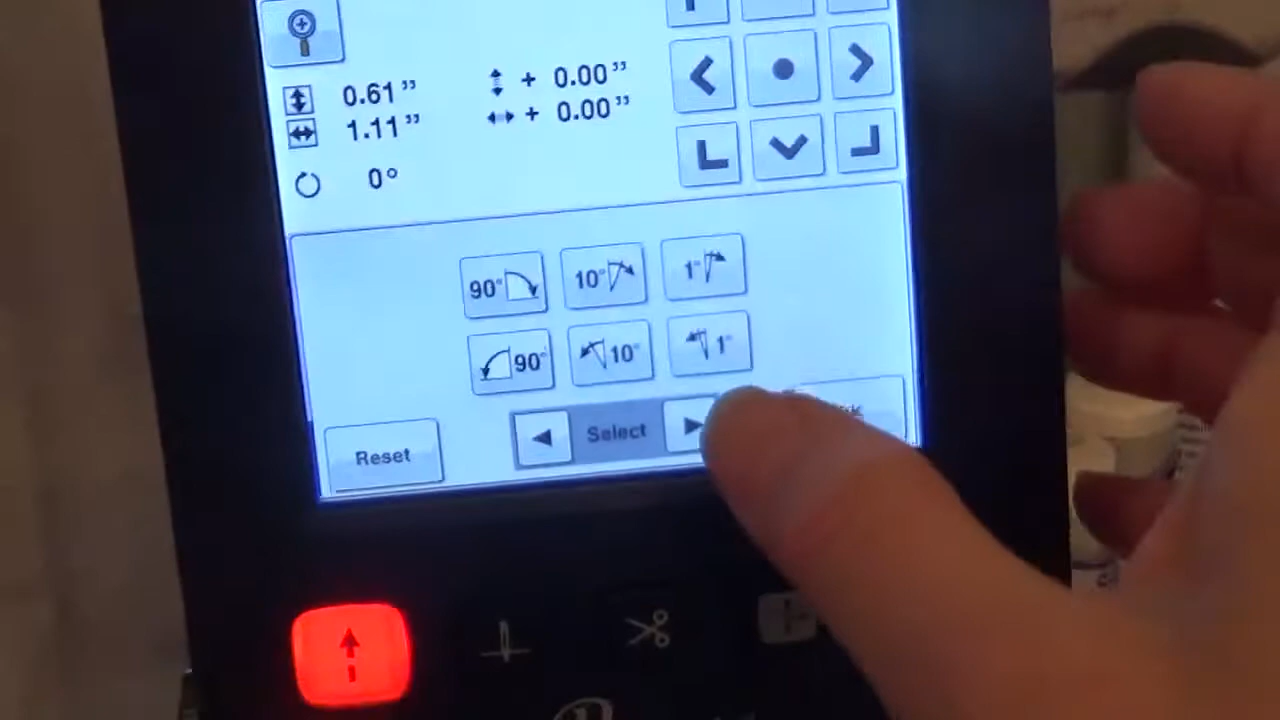 0.61" + 0.00"
1.11" + 0.00"
0°
90° 10° 1°
90° 10° 1°
Select
Reset